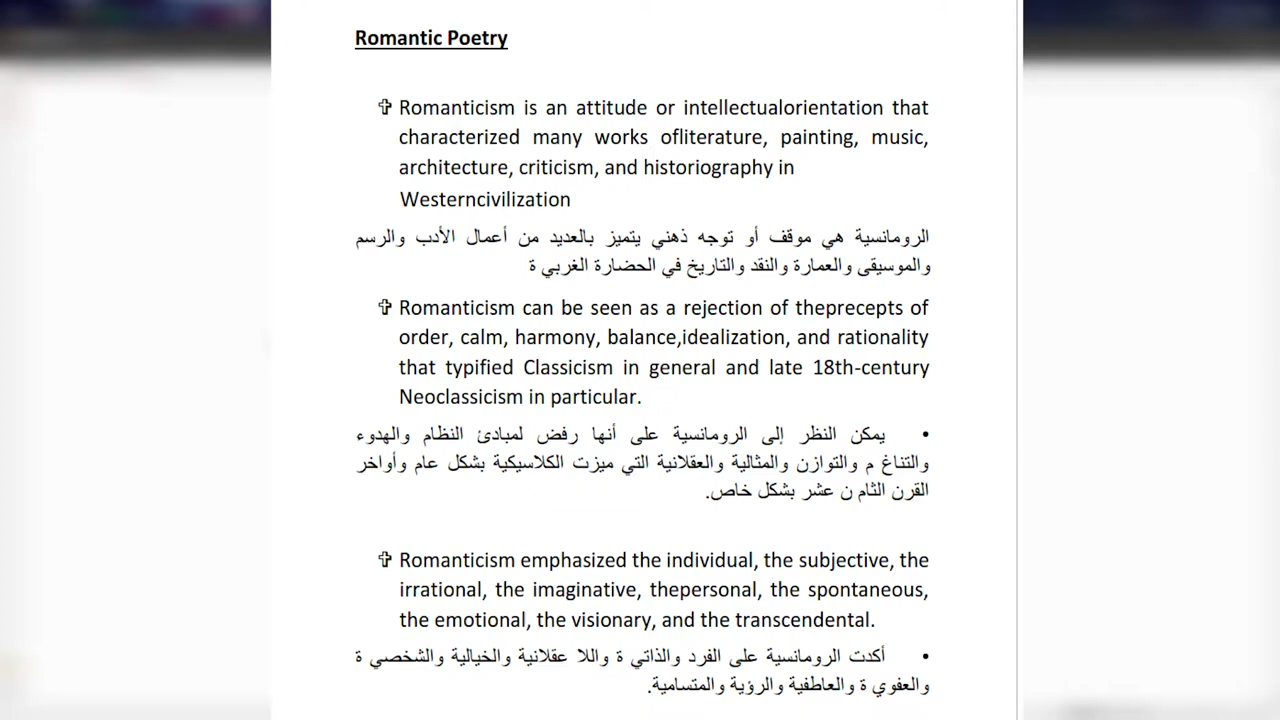 Romantic Poetry
✞ Romanticism is an attitude or intellectualorientation that
characterized many works ofliterature, painting, music,
architecture, criticism, and historiography in
Westerncivilization
الرومانسية هي موقف أو توجه ذهني يتميز بالعديد من أعمال الأدب والرسم
والموسيقى والعمارة والنقد والتاريخ في الحضارة الغربي ة
✞ Romanticism can be seen as a rejection of theprecepts of
order, calm, harmony, balance,idealization, and rationality
that typified Classicism in general and late 18th-century
Neoclassicism in particular.
• يمكن النظر إلى الرومانسية على أنها رفض لمبادئ النظام والهدوء
والتناغ م والتوازن والمثالية والعقلانية التي ميزت الكلاسيكية بشكل عام وأواخر
القرن الثام ن عشر بشكل خاص.
✞ Romanticism emphasized the individual, the subjective, the
irrational, the imaginative, thepersonal, the spontaneous,
the emotional, the visionary, and the transcendental.
• أكدت الرومانسية على الفرد والذاتي ة واللا عقلانية والخيالية والشخصي ة
والعفوي ة والعاطفية والرؤية والمتسامية.